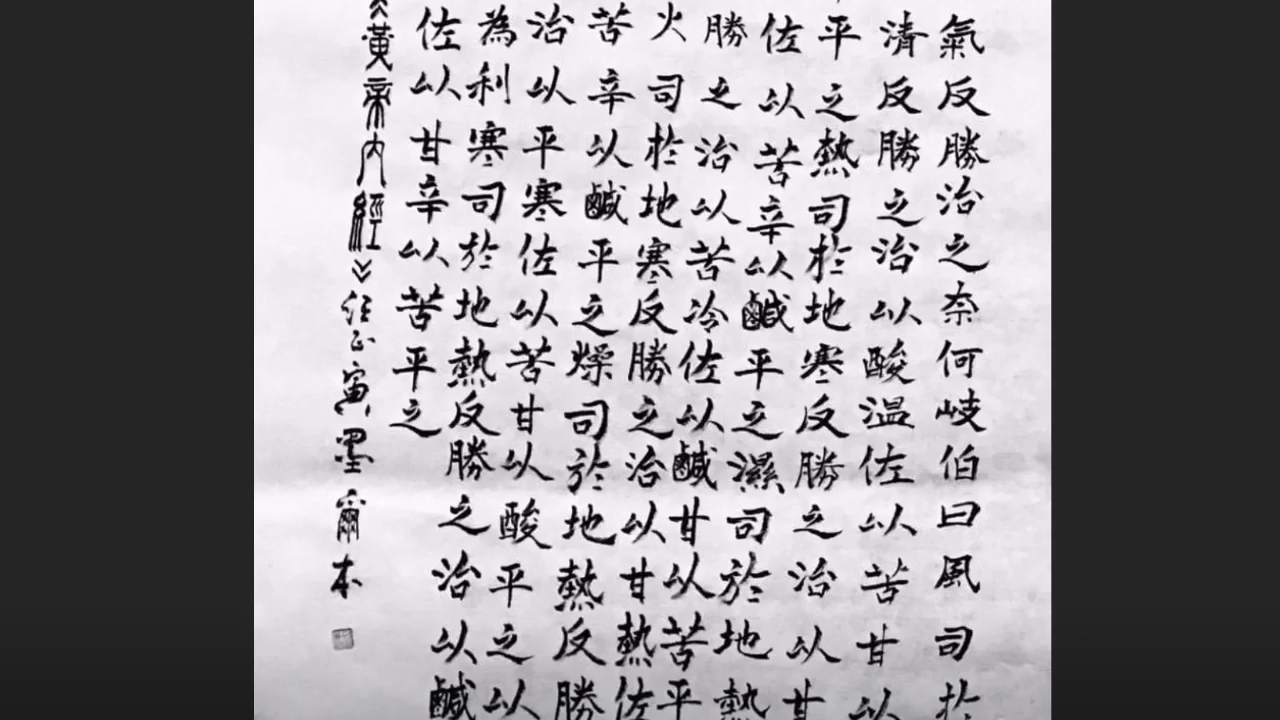 氣反勝治之奈何岐伯曰風司於
清反勝之治以酸温佐以苦甘以
平之熱司於地寒反勝之治以甘
佐以苦辛以鹹平之濕司於地熱
勝之治以苦冷佐以鹹甘以苦平
火司於地寒反勝之治以甘熱佐
苦辛以鹹平之燥司於地熱反勝
治以平寒佐以苦甘以酸平之以
為利寒司於地熱反勝之治以鹹
佐以甘辛以苦平之
黃帝內經》任正寅墨爾本